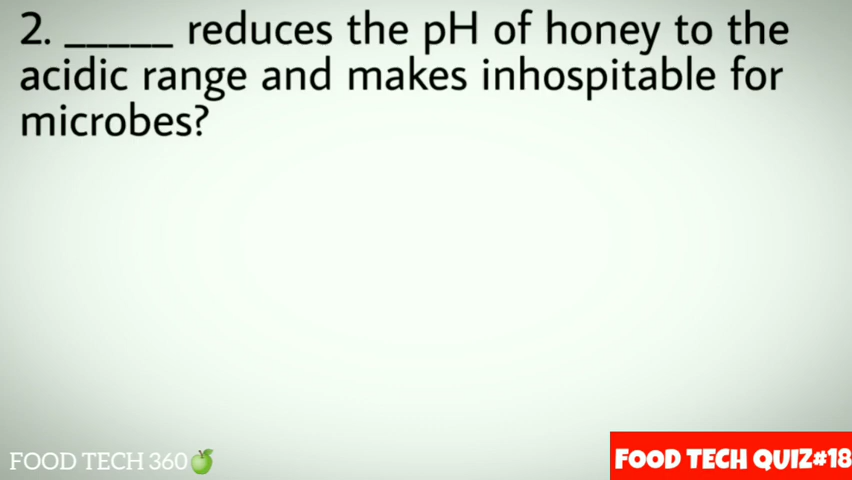 2. _____ reduces the pH of honey to the
acidic range and makes inhospitable for
microbes?
FOOD TECH 360
FOOD TECH QUIZ#18